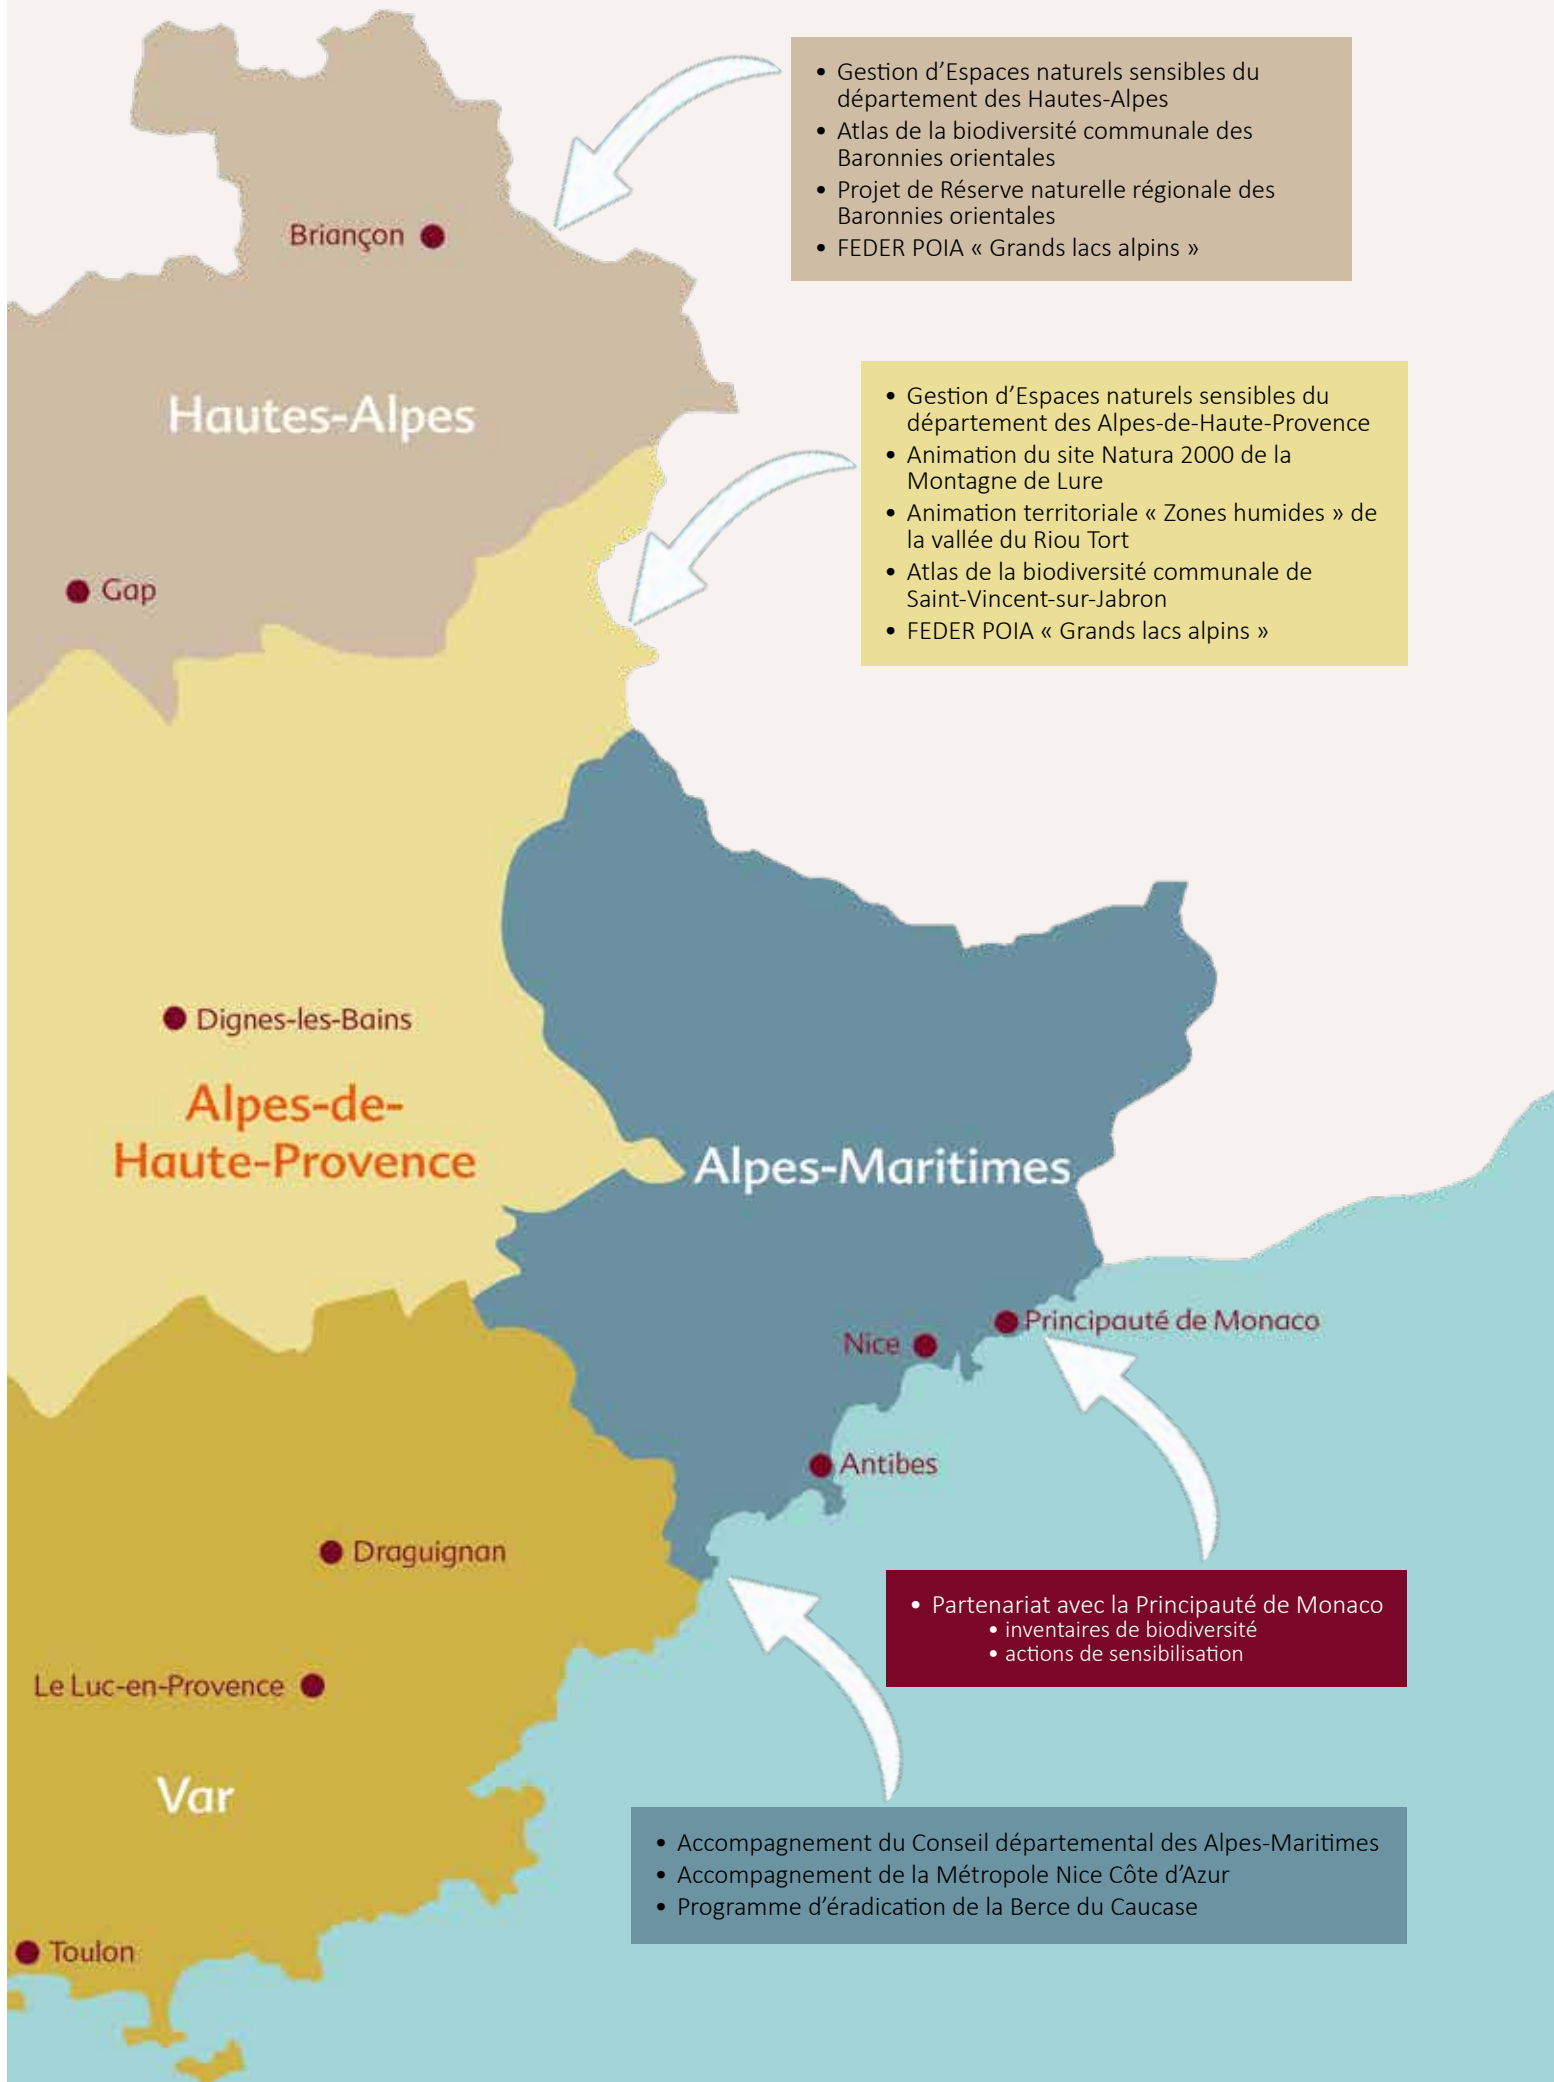 • Gestion d’Espaces naturels sensibles du
département des Hautes-Alpes
• Atlas de la biodiversité communale des
Baronnies orientales
• Projet de Réserve naturelle régionale des
Baronnies orientales
• FEDER POIA « Grands lacs alpins »
Briançon
Hautes-Alpes
• Gestion d’Espaces naturels sensibles du
département des Alpes-de-Haute-Provence
• Animation du site Natura 2000 de la
Montagne de Lure
• Animation territoriale « Zones humides » de
la vallée du Riou Tort
• Atlas de la biodiversité communale de
Saint-Vincent-sur-Jabron
• FEDER POIA « Grands lacs alpins »
Gap
Dignes-les-Bains
Alpes-de-
Haute-Provence
Alpes-Maritimes
Principauté de Monaco
Nice
Antibes
Draguignan
• Partenariat avec la Principauté de Monaco
• inventaires de biodiversité
• actions de sensibilisation
Le Luc-en-Provence
Var
• Accompagnement du Conseil départemental des Alpes-Maritimes
• Accompagnement de la Métropole Nice Côte d’Azur
• Programme d’éradication de la Berce du Caucase
Toulon